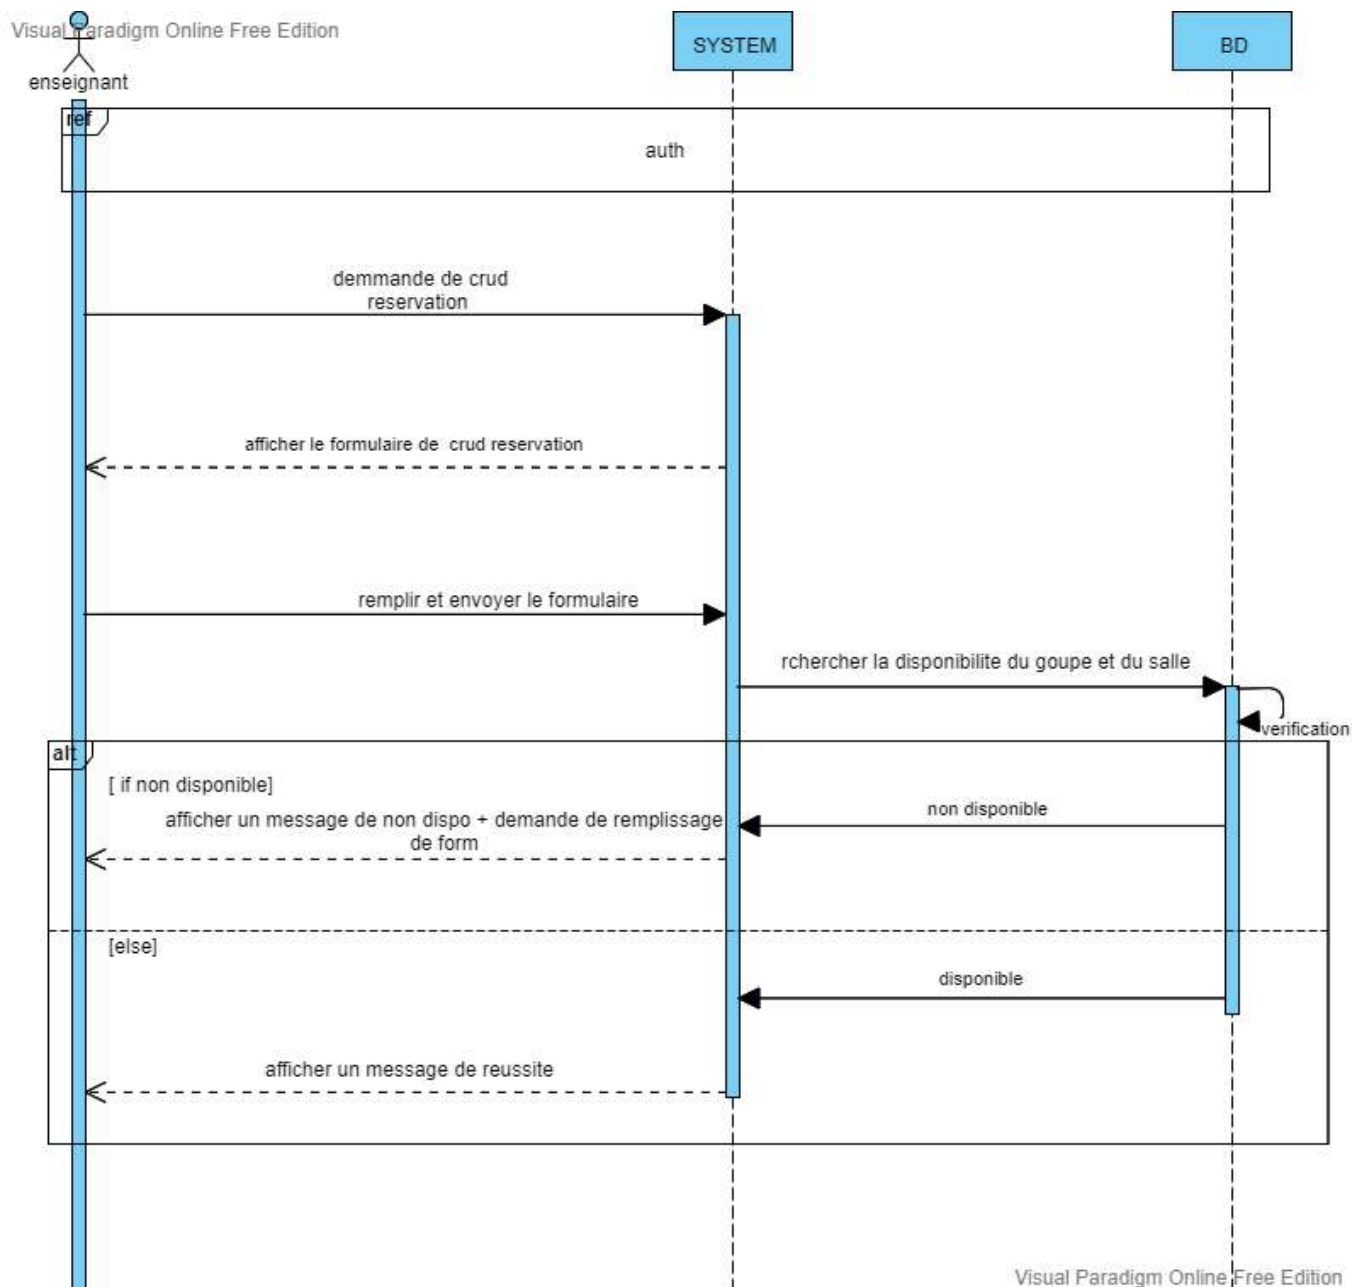 Visual Paradigm Online Free Edition
SYSTEM
BD
enseignant
ref
auth
demmande de crud
reservation
afficher le formulaire de crud reservation
remplir et envoyer le formulaire
rchercher la disponibilite du goupe et du salle
verification
alt
[ if non disponible]
non disponible
afficher un message de non dispo + demande de remplissage
de form
[else]
disponible
afficher un message de reussite
Visual Paradigm Online Free Edition